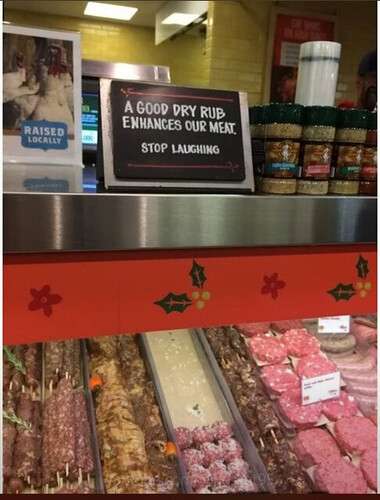 RAISED
LOCALLY
A GOOD DRY RUB
ENHANCES OUR MEAT.
STOP LAUGHING